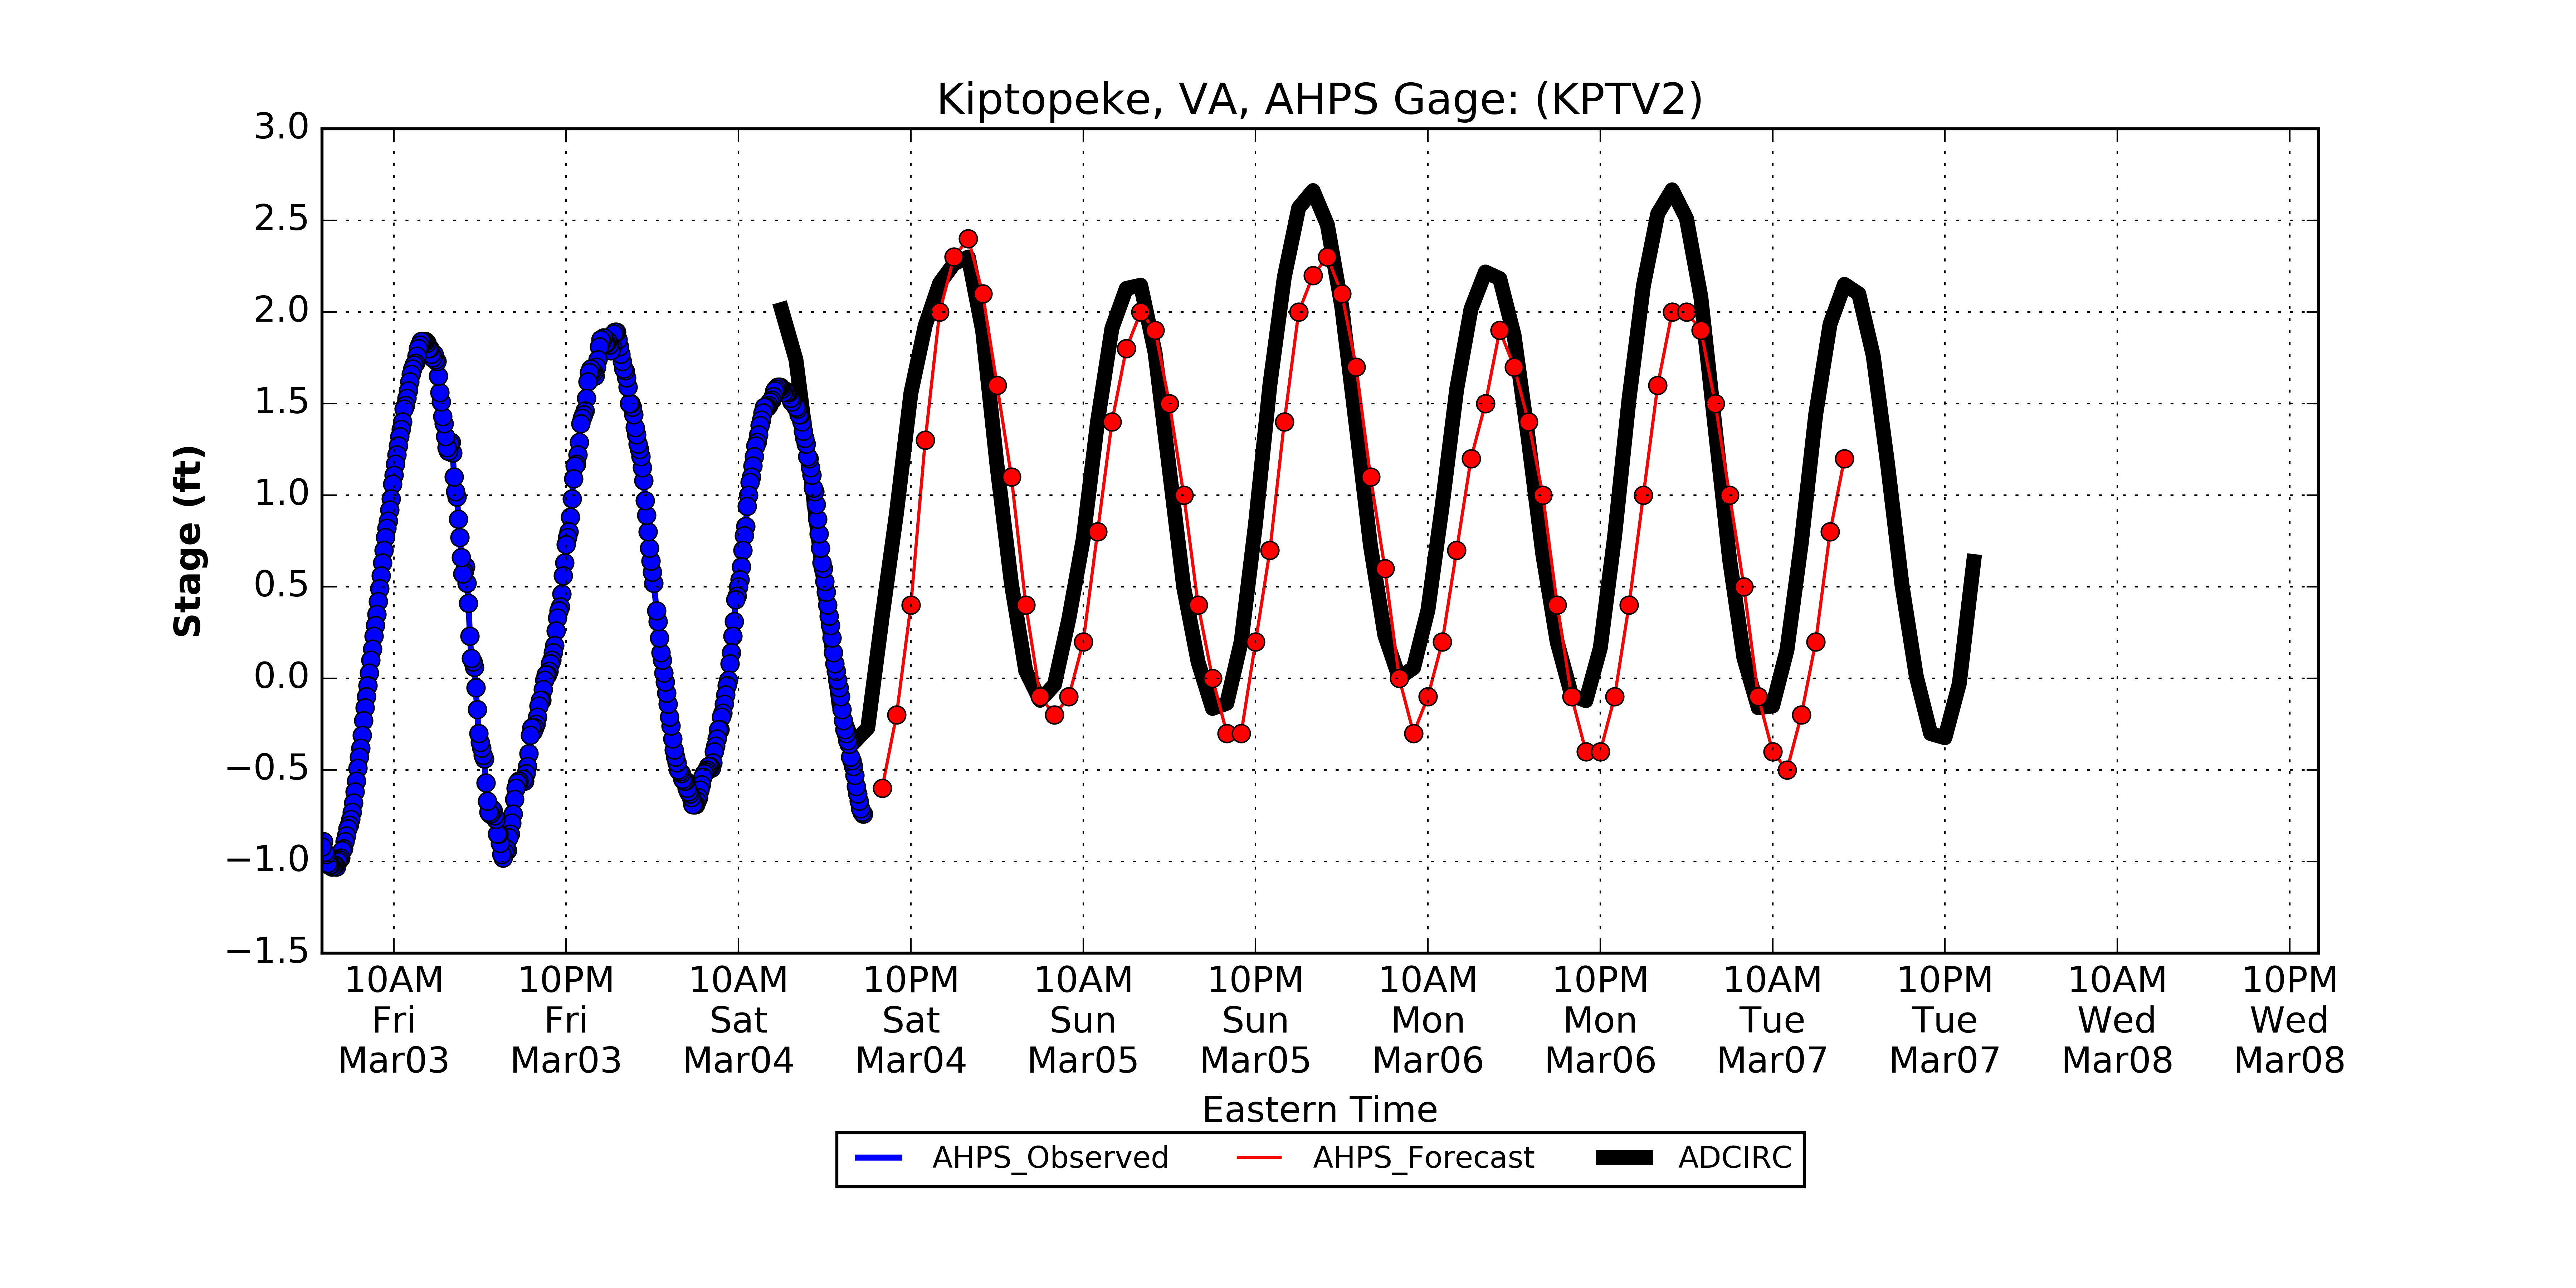 Kiptopeke, VA, AHPS Gage: (KPTV2)
3.0
2.5
2.0
1.5
1.0
0.5
0.0
−0.5
−1.0
−1.5
Stage (ft)
10AM 10PM 10AM 10PM 10AM 10PM 10AM 10PM 10AM 10PM 10AM 10PM
Fri Fri Sat Sat Sun Sun Mon Mon Tue Tue Wed Wed
Mar03 Mar03 Mar04 Mar04 Mar05 Mar05 Mar06 Mar06 Mar07 Mar07 Mar08 Mar08
Eastern Time
AHPS_Observed AHPS_Forecast ADCIRC